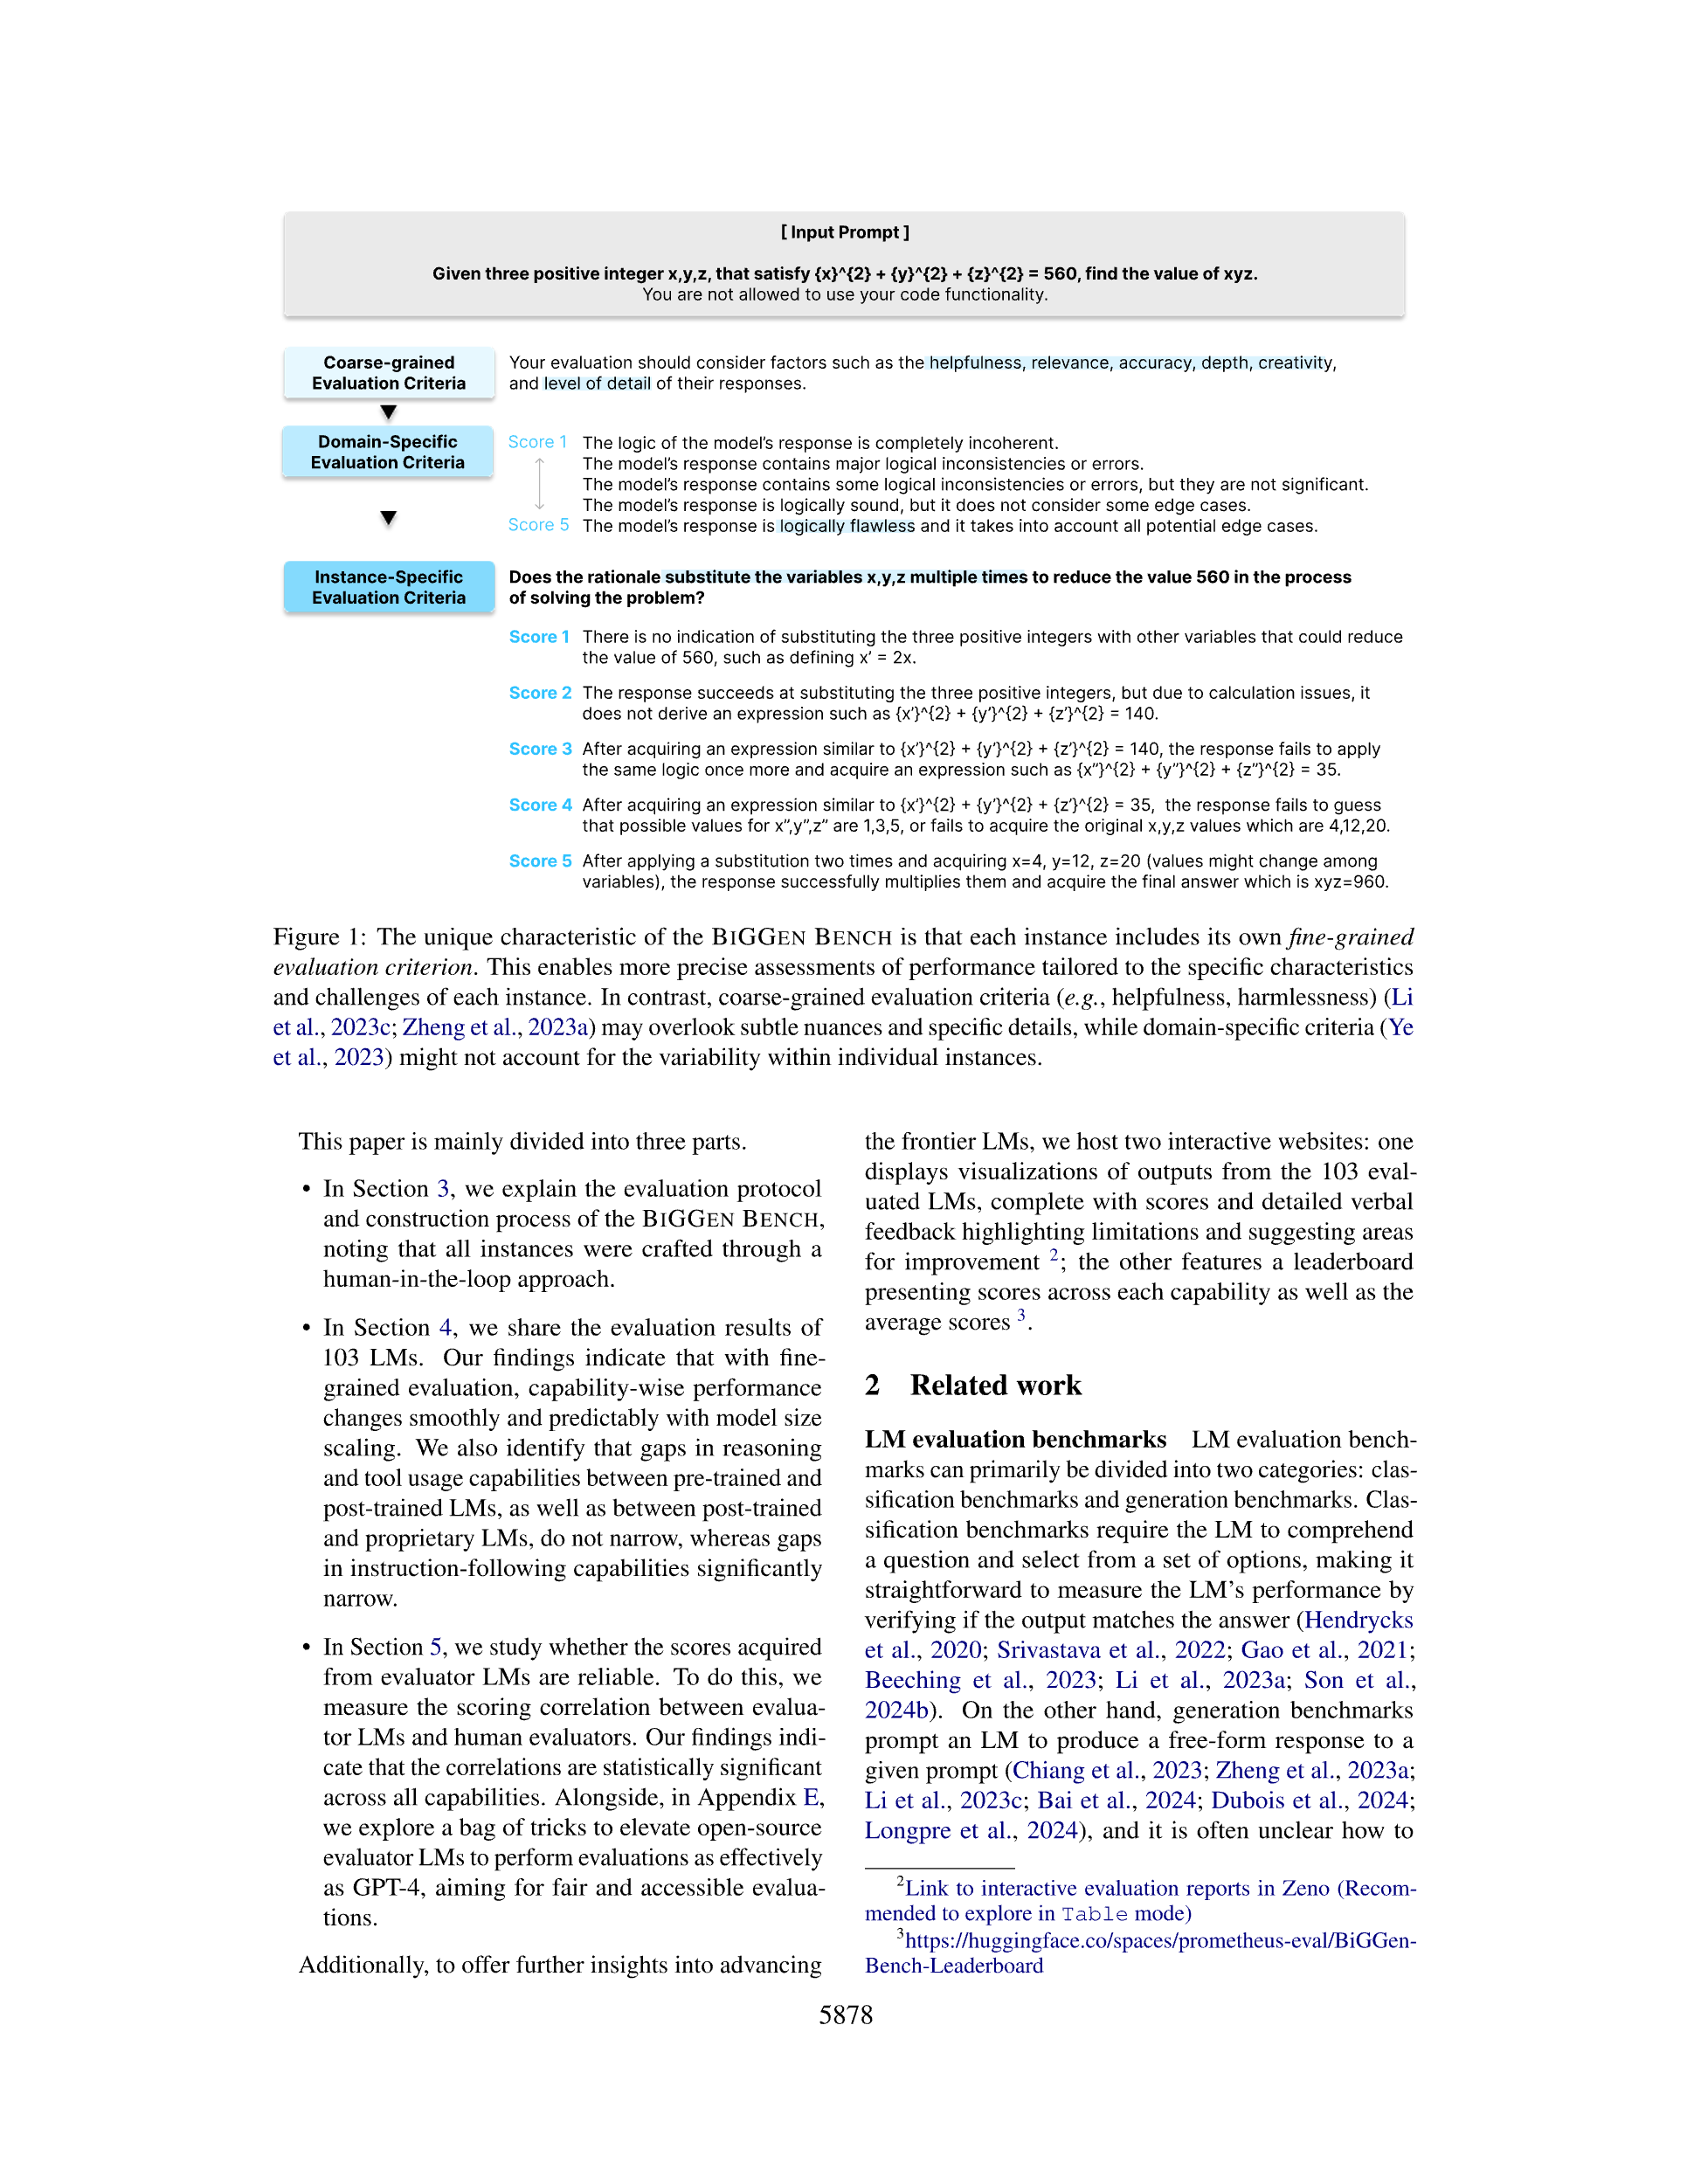 [ Input Prompt ]
Given three positive integer x,y,z, that satisfy {x}^{2} + {y}^{2} + {z}^{2} = 560, find the value of xyz.
You are not allowed to use your code functionality.
Coarse-grained
Evaluation Criteria
Your evaluation should consider factors such as the helpfulness, relevance, accuracy, depth, creativity,
and level of detail of their responses.
Domain-Specific
Evaluation Criteria
Score 1 The logic of the model’s response is completely incoherent.
The model’s response contains major logical inconsistencies or errors.
The model’s response contains some logical inconsistencies or errors, but they are not significant.
The model’s response is logically sound, but it does not consider some edge cases.
Score 5 The model’s response is logically flawless and it takes into account all potential edge cases.
Instance-Specific
Evaluation Criteria
Does the rationale substitute the variables x,y,z multiple times to reduce the value 560 in the process
of solving the problem?
Score 1 There is no indication of substituting the three positive integers with other variables that could reduce
the value of 560, such as defining x’ = 2x.
Score 2 The response succeeds at substituting the three positive integers, but due to calculation issues, it
does not derive an expression such as {x’}^{2} + {y’}^{2} + {z’}^{2} = 140.
Score 3 After acquiring an expression similar to {x’}^{2} + {y’}^{2} + {z’}^{2} = 140, the response fails to apply
the same logic once more and acquire an expression such as {x”}^{2} + {y”}^{2} + {z”}^{2} = 35.
Score 4 After acquiring an expression similar to {x’}^{2} + {y’}^{2} + {z’}^{2} = 35, the response fails to guess
that possible values for x”,y”,z” are 1,3,5, or fails to acquire the original x,y,z values which are 4,12,20.
Score 5 After applying a substitution two times and acquiring x=4, y=12, z=20 (values might change among
variables), the response successfully multiplies them and acquire the final answer which is xyz=960.
Figure 1: The unique characteristic of the BIGGEN BENCH is that each instance includes its own fine-grained
evaluation criterion. This enables more precise assessments of performance tailored to the specific characteristics
and challenges of each instance. In contrast, coarse-grained evaluation criteria (e.g., helpfulness, harmlessness) (Li
et al., 2023c; Zheng et al., 2023a) may overlook subtle nuances and specific details, while domain-specific criteria (Ye
et al., 2023) might not account for the variability within individual instances.
This paper is mainly divided into three parts.
• In Section 3, we explain the evaluation protocol
and construction process of the BIGGEN BENCH,
noting that all instances were crafted through a
human-in-the-loop approach.
• In Section 4, we share the evaluation results of
103 LMs. Our findings indicate that with fine-
grained evaluation, capability-wise performance
changes smoothly and predictably with model size
scaling. We also identify that gaps in reasoning
and tool usage capabilities between pre-trained and
post-trained LMs, as well as between post-trained
and proprietary LMs, do not narrow, whereas gaps
in instruction-following capabilities significantly
narrow.
• In Section 5, we study whether the scores acquired
from evaluator LMs are reliable. To do this, we
measure the scoring correlation between evalua-
tor LMs and human evaluators. Our findings indi-
cate that the correlations are statistically significant
across all capabilities. Alongside, in Appendix E,
we explore a bag of tricks to elevate open-source
evaluator LMs to perform evaluations as effectively
as GPT-4, aiming for fair and accessible evalua-
tions.
Additionally, to offer further insights into advancing
the frontier LMs, we host two interactive websites: one
displays visualizations of outputs from the 103 eval-
uated LMs, complete with scores and detailed verbal
feedback highlighting limitations and suggesting areas
for improvement 2; the other features a leaderboard
presenting scores across each capability as well as the
average scores 3.
2 Related work
LM evaluation benchmarks LM evaluation bench-
marks can primarily be divided into two categories: clas-
sification benchmarks and generation benchmarks. Clas-
sification benchmarks require the LM to comprehend
a question and select from a set of options, making it
straightforward to measure the LM’s performance by
verifying if the output matches the answer (Hendrycks
et al., 2020; Srivastava et al., 2022; Gao et al., 2021;
Beeching et al., 2023; Li et al., 2023a; Son et al.,
2024b). On the other hand, generation benchmarks
prompt an LM to produce a free-form response to a
given prompt (Chiang et al., 2023; Zheng et al., 2023a;
Li et al., 2023c; Bai et al., 2024; Dubois et al., 2024;
Longpre et al., 2024), and it is often unclear how to
2Link to interactive evaluation reports in Zeno (Recom-
mended to explore in Table mode)
3https://huggingface.co/spaces/prometheus-eval/BiGGen-
Bench-Leaderboard
5878